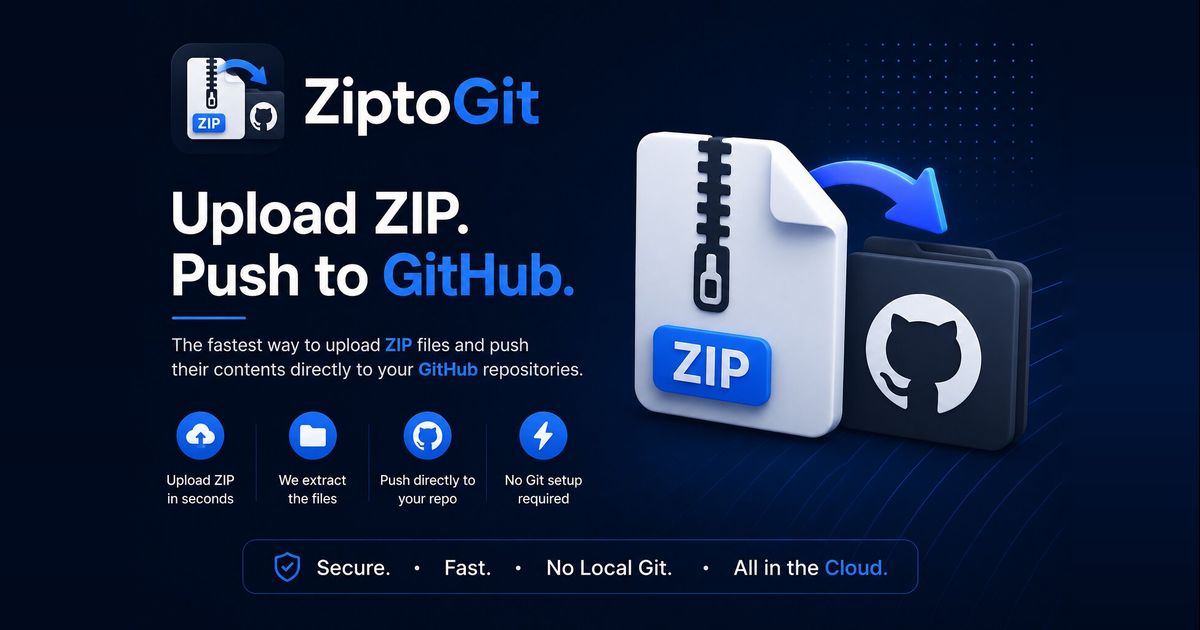 ZIP
ZiptoGit
Upload ZIP.
Push to GitHub.
The fastest way to upload ZIP files and push
their contents directly to your GitHub repositories.
Upload ZIP
in seconds
We extract
the files
Push directly to
your repo
No Git setup
required
ZIP
Secure. • Fast. • No Local Git. • All in the Cloud.